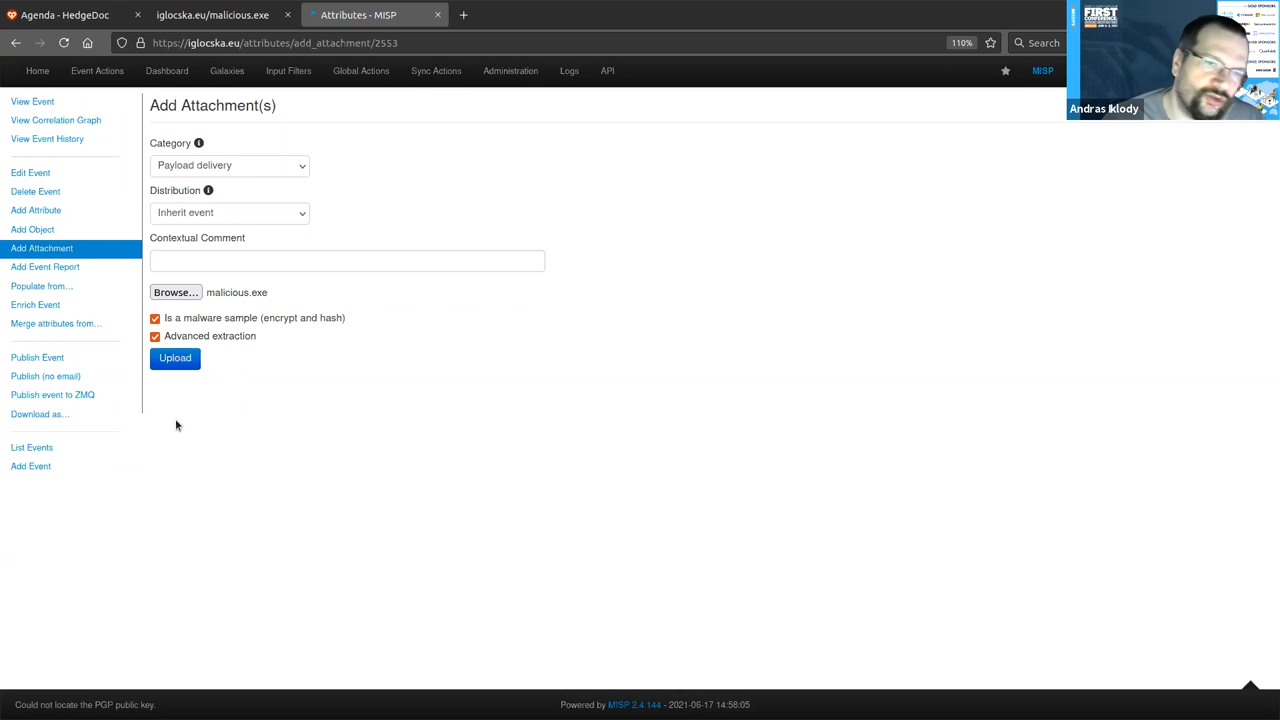 Agenda - HedgeDoc
iglocska.eu/malicious.exe
Attributes - MISP
https://iglocska.eu/attributes/add_attachment/2553
110%
Search
Home
Event Actions
Dashboard
Galaxies
Input Filters
Global Actions
Sync Actions
Administration
Logs
API
MISP
FIRST
CONFERENCE
Andras Iklody
View Event
View Correlation Graph
View Event History
Edit Event
Delete Event
Add Attribute
Add Object
Add Attachment
Add Event Report
Populate from...
Enrich Event
Merge attributes from...
Publish Event
Publish (no email)
Publish event to ZMQ
Download as...
List Events
Add Event
Add Attachment(s)
Category
Payload delivery
Distribution
Inherit event
Contextual Comment
Browse...
malicious.exe
Is a malware sample (encrypt and hash)
Advanced extraction
Upload
Could not locate the PGP public key.
Powered by MISP 2.4.144 - 2021-06-17 14:58:05